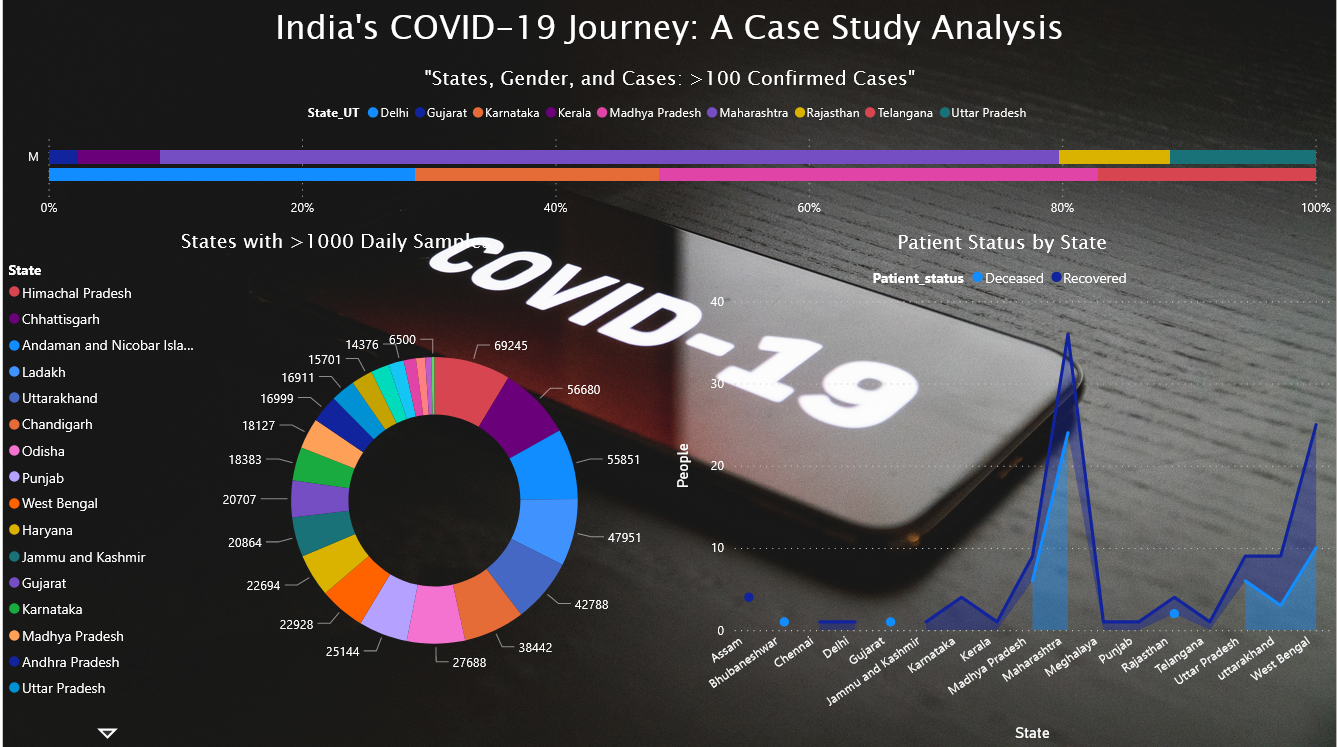 India's COVID-19 Journey: A Case Study Analysis
"States, Gender, and Cases: >100 Confirmed Cases"
State_UT Delhi Gujarat Karnataka Kerala Madhya Pradesh Maharashtra Rajasthan Telangana Uttar Pradesh
M
0% 20% 40% 60% 80% 100%
States with >1000 Daily Samples
State
Himachal Pradesh
Chhattisgarh
Andaman and Nicobar Isla...
Ladakh
Uttarakhand
Chandigarh
Odisha
Punjab
West Bengal
Haryana
Jammu and Kashmir
Gujarat
Karnataka
Madhya Pradesh
Andhra Pradesh
Uttar Pradesh
69245
56680
55851
47951
42788
38442
27688
25144
22928
22694
20864
20707
18383
18127
16999
16911
15701
14376
6500
COVID-19
Patient Status by State
Patient_status Deceased Recovered
People
40
30
20
10
0
Assam
Bhubaneshwar
Chennai
Delhi
Gujarat
Jammu and Kashmir
Karnataka
Kerala
Madhya Pradesh
Maharashtra
Meghalaya
Punjab
Rajasthan
Telangana
Uttar Pradesh
uttarakhand
West Bengal
State